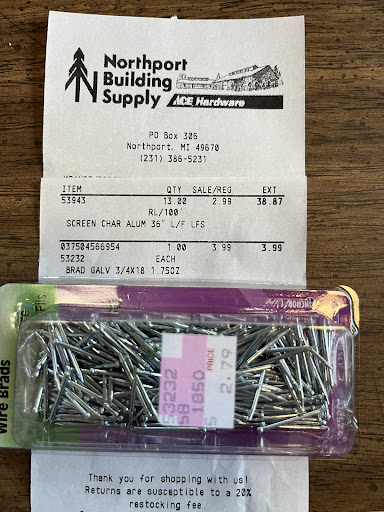 Northport
Building
Supply
ACE Hardware
PO Box 306
Northport, MI 49670
(231) 386-5231
ITEM QTY SALE/REG EXT
53943 13.00 2.99 38.87
RL/100'
SCREEN CHAR ALUM 36" L/F LFS
037504566954 1.00 3.99 3.99
53232 EACH
BRAD GALV 3/4X18 1.75OZ
Wire Brads
53232
1850
PRICE
2.79
Thank you for shopping with us!
Returns are susceptible to a 20%
restocking fee.